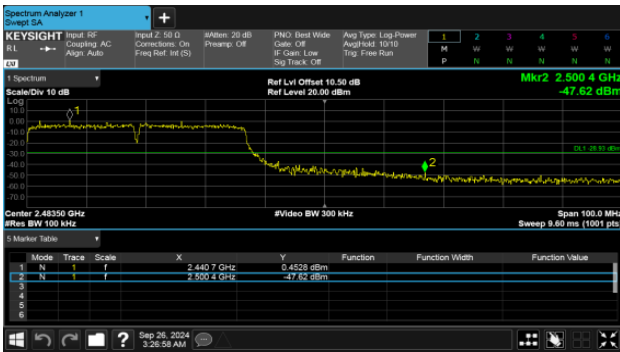 Spectrum Analyzer 1
Swept SA
KEYSIGHT Input: RF Input Z: 50 Ω #Atten: 20 dB PNO: Best Wide Avg Type: Log-Power 1 2 3 4 5 6
RL Coupling: AC Corrections: On Preamp: Off Gate: Off Avg|Hold: 10/10 M W W W W W
Align: Auto Freq Ref: Int (S) IF Gain: Low Trig: Free Run
Sig Track: Off P N N N N N
LXI
1 Spectrum Ref Lvl Offset 10.50 dB Mkr2 2.500 4 GHz
Scale/Div 10 dB Ref Level 20.00 dBm -47.62 dBm
Log
10.0
0.00
-10.0
-20.0
-30.0
-40.0
-50.0
-60.0
-70.0
1
2
DL1 -28.93 dBm
Center 2.48350 GHz #Video BW 300 kHz Span 100.0 MHz
#Res BW 100 kHz Sweep 9.60 ms (1001 pts)
5 Marker Table
Mode Trace Scale X Y Function Function Width Function Value
1 N 1 f 2.440 7 GHz 0.4528 dBm
2 N 1 f 2.500 4 GHz -47.62 dBm
3
4
5
6
? Sep 26, 2024
3:26:58 AM